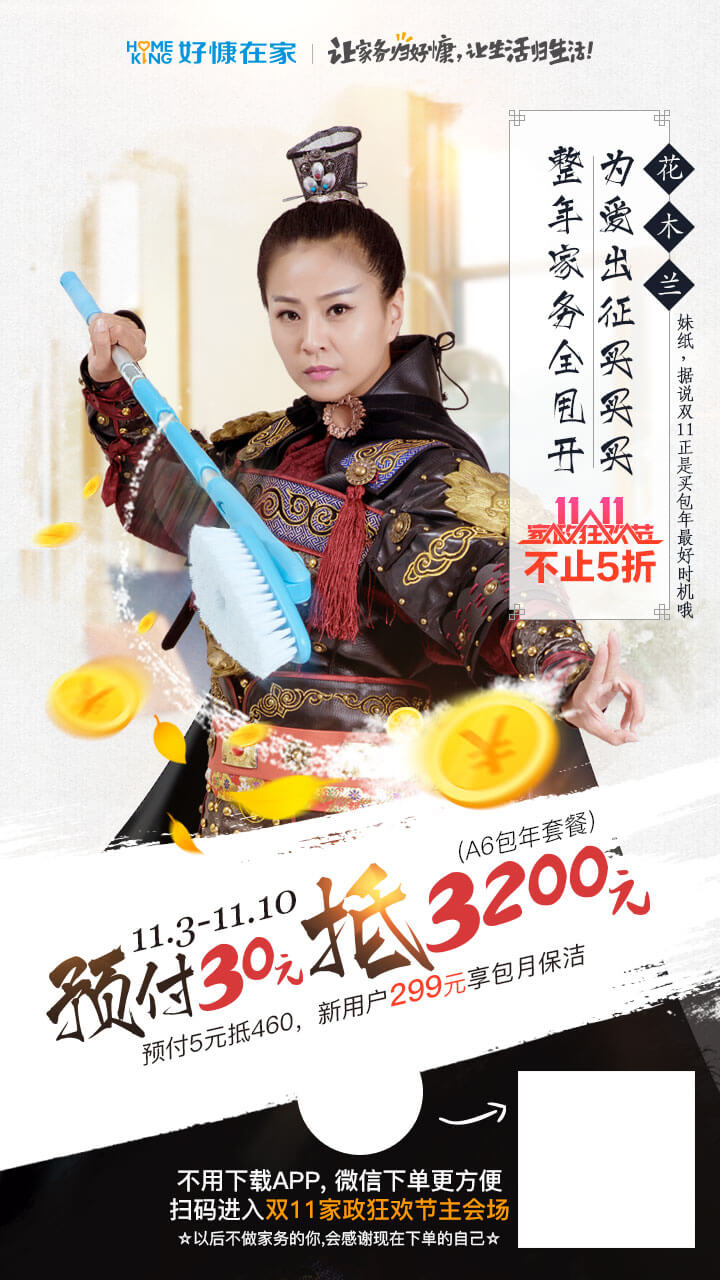 HOME KING 好慷在家 | 让家务归好慷，让生活归生活！
花木兰
为爱出征买买买
整年家务全甩开
妹纸，据说双11正是买包年最好时机哦
11.11
家政狂欢节
不止5折
(A6包年套餐)
11.3-11.10
预付30元抵3200元
预付5元抵460，新用户299元享包月保洁
不用下载APP, 微信下单更方便
扫码进入双11家政狂欢节主会场
☆以后不做家务的你,会感谢现在下单的自己☆